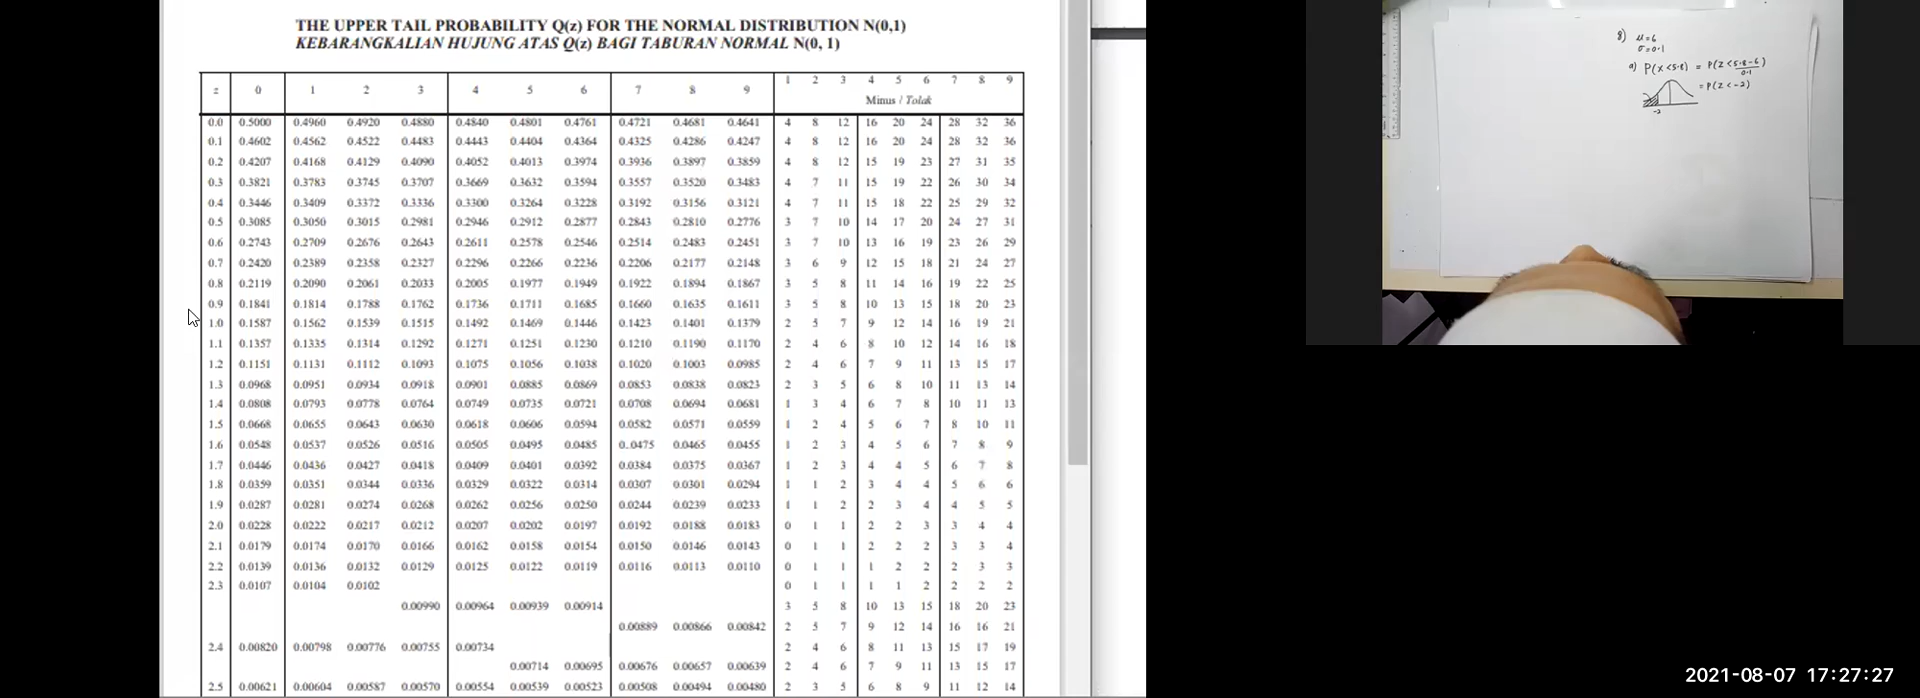 THE UPPER TAIL PROBABILITY Q(z) FOR THE NORMAL DISTRIBUTION N(0,1)
KEBARANGKALIAN HUJUNG ATAS Q(z) BAGI TABURAN NORMAL N(0, 1)
z 0 1 2 3 4 5 6 7 8 9 1 2 3 4 5 6 7 8 9
Minus / Tolak
0.0 0.5000 0.4960 0.4920 0.4880 0.4840 0.4801 0.4761 0.4721 0.4681 0.4641 4 8 12 16 20 24 28 32 36
0.1 0.4602 0.4562 0.4522 0.4483 0.4443 0.4404 0.4364 0.4325 0.4286 0.4247 4 8 12 16 20 24 28 32 36
0.2 0.4207 0.4168 0.4129 0.4090 0.4052 0.4013 0.3974 0.3936 0.3897 0.3859 4 8 12 15 19 23 27 31 35
0.3 0.3821 0.3783 0.3745 0.3707 0.3669 0.3632 0.3594 0.3557 0.3520 0.3483 4 7 11 15 19 22 26 30 34
0.4 0.3446 0.3409 0.3372 0.3336 0.3300 0.3264 0.3228 0.3192 0.3156 0.3121 4 7 11 15 18 22 25 29 32
0.5 0.3085 0.3050 0.3015 0.2981 0.2946 0.2912 0.2877 0.2843 0.2810 0.2776 3 7 10 14 17 20 24 27 31
0.6 0.2743 0.2709 0.2676 0.2643 0.2611 0.2578 0.2546 0.2514 0.2483 0.2451 3 7 10 13 16 19 23 26 29
0.7 0.2420 0.2389 0.2358 0.2327 0.2296 0.2266 0.2236 0.2206 0.2177 0.2148 3 6 9 12 15 18 21 24 27
0.8 0.2119 0.2090 0.2061 0.2033 0.2005 0.1977 0.1949 0.1922 0.1894 0.1867 3 5 8 11 14 16 19 22 25
0.9 0.1841 0.1814 0.1788 0.1762 0.1736 0.1711 0.1685 0.1660 0.1635 0.1611 3 5 8 10 13 15 18 20 23
1.0 0.1587 0.1562 0.1539 0.1515 0.1492 0.1469 0.1446 0.1423 0.1401 0.1379 2 5 7 9 12 14 16 19 21
1.1 0.1357 0.1335 0.1314 0.1292 0.1271 0.1251 0.1230 0.1210 0.1190 0.1170 2 4 6 8 10 12 14 16 18
1.2 0.1151 0.1131 0.1112 0.1093 0.1075 0.1056 0.1038 0.1020 0.1003 0.0985 2 4 6 7 9 11 13 15 17
1.3 0.0968 0.0951 0.0934 0.0918 0.0901 0.0885 0.0869 0.0853 0.0838 0.0823 2 3 5 6 8 10 11 13 14
1.4 0.0808 0.0793 0.0778 0.0764 0.0749 0.0735 0.0721 0.0708 0.0694 0.0681 1 3 4 6 7 8 10 11 13
1.5 0.0668 0.0655 0.0643 0.0630 0.0618 0.0606 0.0594 0.0582 0.0571 0.0559 1 2 4 5 6 7 8 10 11
1.6 0.0548 0.0537 0.0526 0.0516 0.0505 0.0495 0.0485 0..0475 0.0465 0.0455 1 2 3 4 5 6 7 8 9
1.7 0.0446 0.0436 0.0427 0.0418 0.0409 0.0401 0.0392 0.0384 0.0375 0.0367 1 2 3 4 4 5 6 7 8
1.8 0.0359 0.0351 0.0344 0.0336 0.0329 0.0322 0.0314 0.0307 0.0301 0.0294 1 1 2 3 4 4 5 6 6
1.9 0.0287 0.0281 0.0274 0.0268 0.0262 0.0256 0.0250 0.0244 0.0239 0.0233 1 1 2 2 3 4 4 5 5
2.0 0.0228 0.0222 0.0217 0.0212 0.0207 0.0202 0.0197 0.0192 0.0188 0.0183 0 1 1 2 2 3 3 4 4
2.1 0.0179 0.0174 0.0170 0.0166 0.0162 0.0158 0.0154 0.0150 0.0146 0.0143 0 1 1 2 2 2 3 3 4
2.2 0.0139 0.0136 0.0132 0.0129 0.0125 0.0122 0.0119 0.0116 0.0113 0.0110 0 1 1 1 2 2 2 3 3
2.3 0.0107 0.0104 0.0102 0 1 1 1 1 2 2 2 2
0.00990 0.00964 0.00939 0.00914 3 5 8 10 13 15 18 20 23
0.00889 0.00866 0.00842 2 5 7 9 12 14 16 16 21
2.4 0.00820 0.00798 0.00776 0.00755 0.00734 2 4 6 8 11 13 15 17 19
0.00714 0.00695 0.00676 0.00657 0.00639 2 4 6 7 9 11 13 15 17
2.5 0.00621 0.00604 0.00587 0.00570 0.00554 0.00539 0.00523 0.00508 0.00494 0.00480 2 3 5 6 8 9 11 12 14
8) μ=6
σ=0.1
a) P(X<5.8) = P(Z<5.8-6/0.1)
= P(Z<-2)
-2
2021-08-07 17:27:27